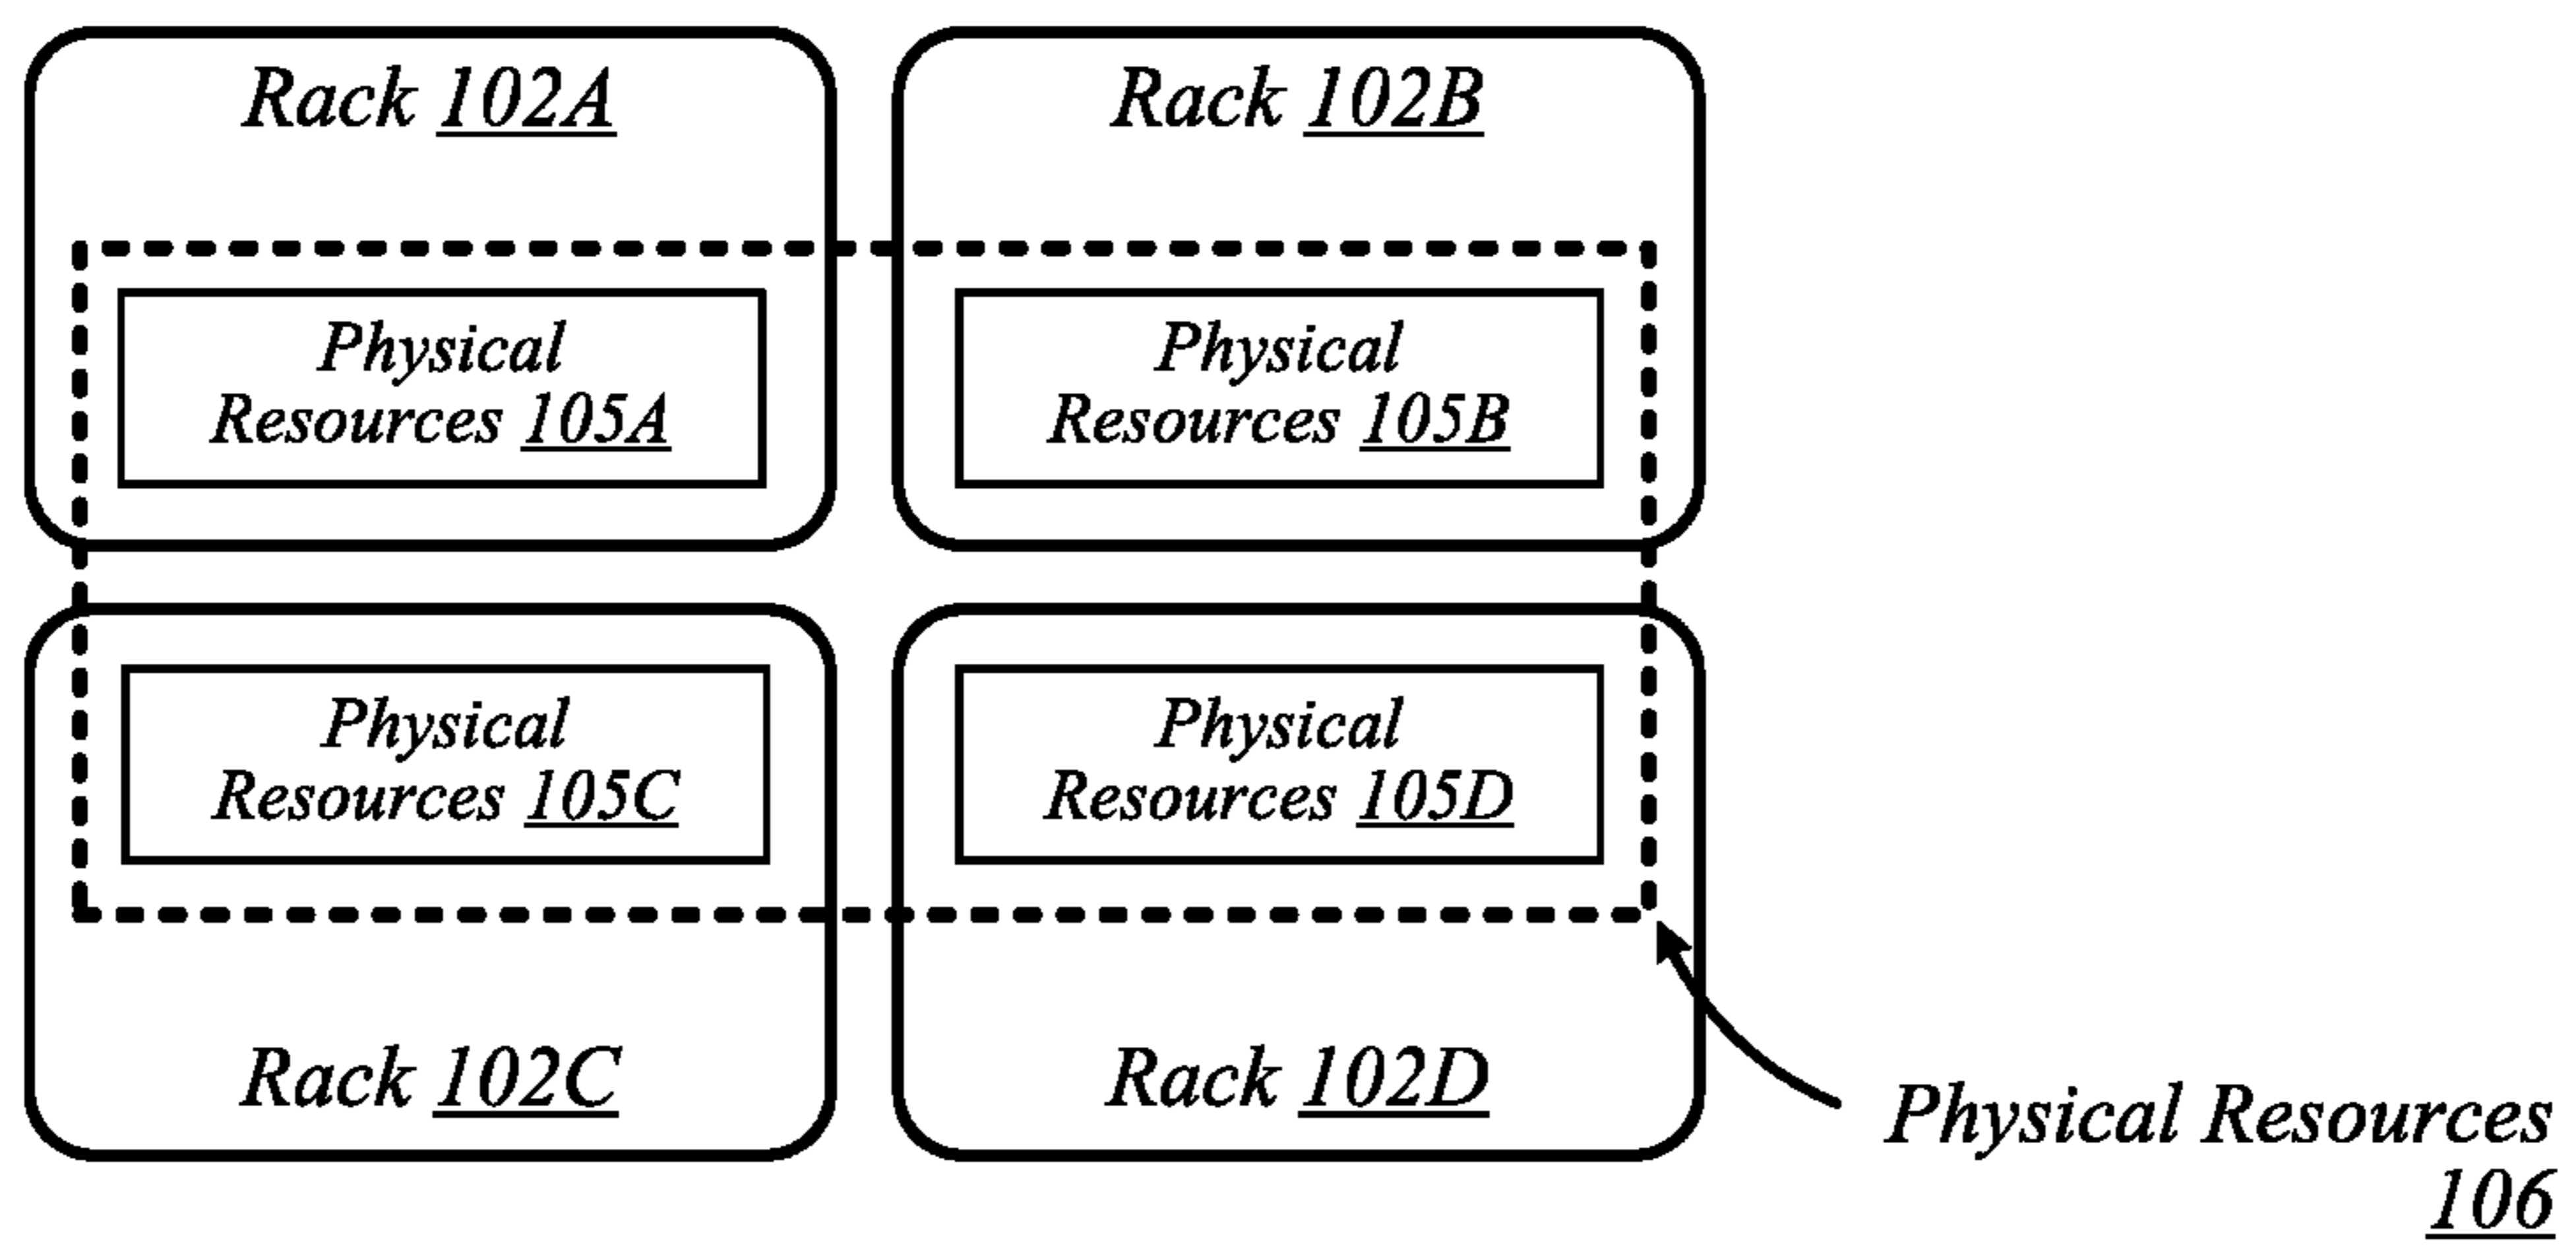 Rack 102A
Rack 102B
Physical
Resources 105A
Physical
Resources 105B
Physical
Resources 105C
Physical
Resources 105D
Rack 102C
Rack 102D
Physical Resources
106